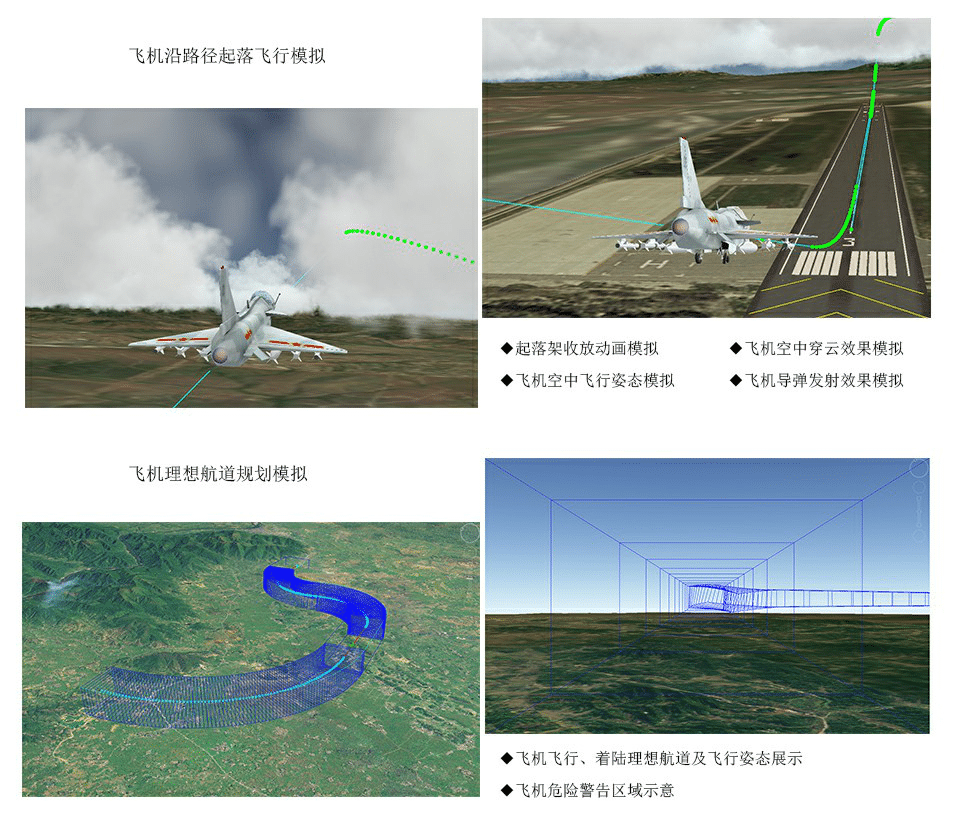 飞机沿路径起落飞行模拟
3
H
◆起落架收放动画模拟
◆飞机空中穿云效果模拟
◆飞机空中飞行姿态模拟
◆飞机导弹发射效果模拟
飞机理想航道规划模拟
◆飞机飞行、着陆理想航道及飞行姿态展示
◆飞机危险警告区域示意